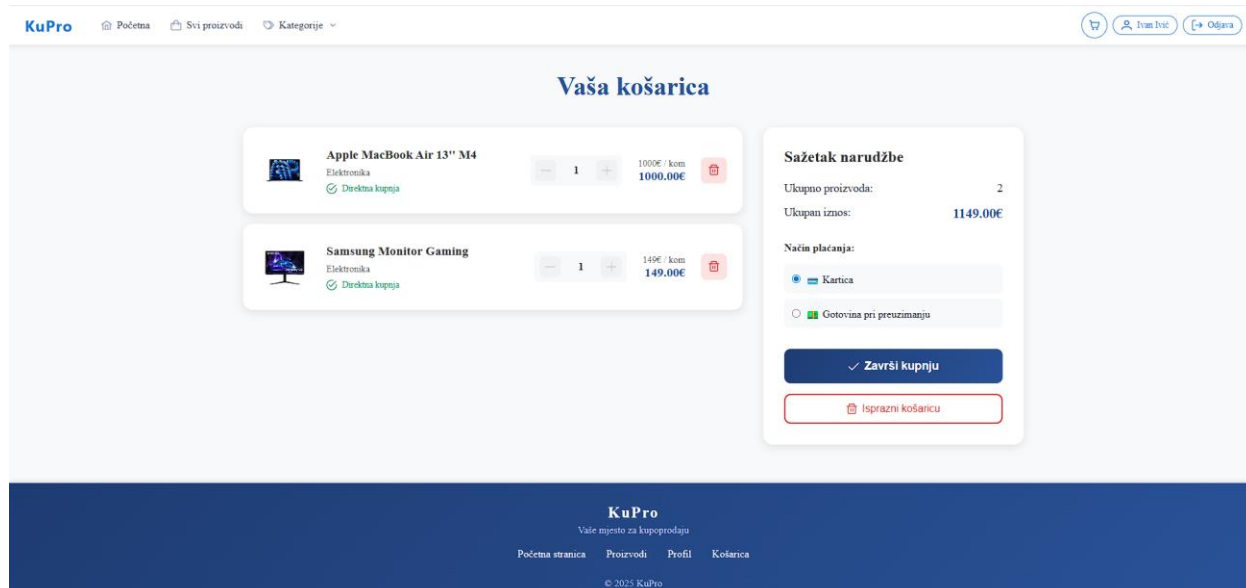 KuPro
Početna
Svi proizvodi
Kategorije
Ivan Ivić
Odjava
Vaša košarica
Apple MacBook Air 13'' M4
Elektronika
Direktna kupnja
1
1000€ / kom
1000.00€
Samsung Monitor Gaming
Elektronika
Direktna kupnja
1
149€ / kom
149.00€
Sažetak narudžbe
Ukupno proizvoda: 2
Ukupan iznos: 1149.00€
Način plaćanja:
Kartica
Gotovina pri preuzimanju
Završi kupnju
Isprazni košaricu
KuPro
Vaše mjesto za kupoprodaju
Početna stranica Proizvodi Profil Košarica
© 2025 KuPro